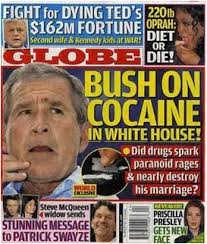 FIGHT for DYING TED'S
$162M FORTUNE
Second wife & Kennedy kids at WAR!
220lb
OPRAH:
DIET
OR
DIE!
GLOBE
BUSH ON
COCAINE
IN WHITE HOUSE!
Did drugs spark
paranoid rages
& nearly destroy
his marriage?
WORLD
EXCLUSIVE
Steve McQueen
widow sends
STUNNING MESSAGE
to PATRICK SWAYZE
PRISCILLA
PRESLEY
GETS NEW
FACE